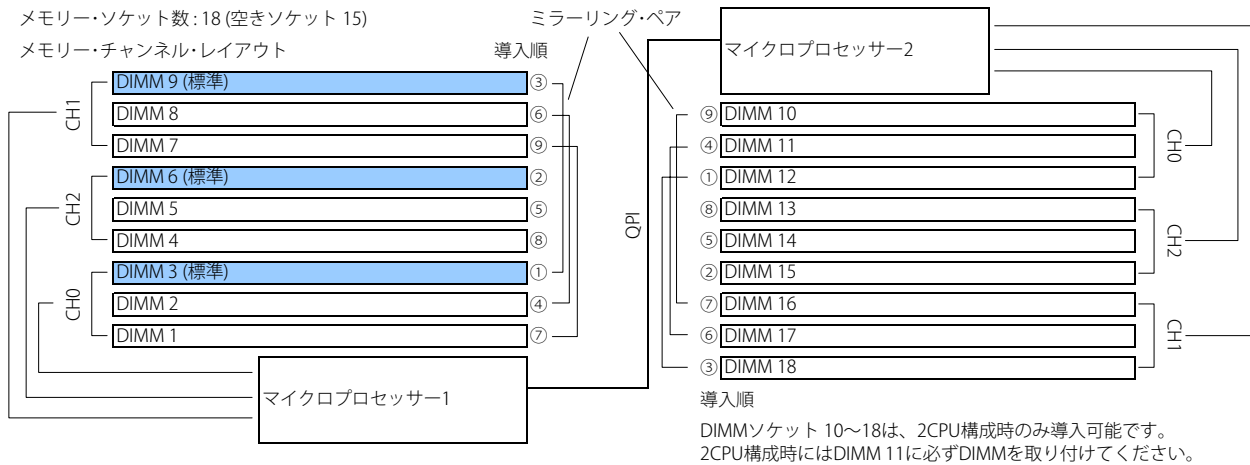 メモリー・ソケット数 : 18 (空きソケット 15)
メモリー・チャンネル・レイアウト
導入順
ミラーリング・ペア
CH1
DIMM 9 (標準) ③
DIMM 8 ⑥
DIMM 7 ⑨
CH2
DIMM 6 (標準) ②
DIMM 5 ⑤
DIMM 4 ⑧
CH0
DIMM 3 (標準) ①
DIMM 2 ④
DIMM 1 ⑦
マイクロプロセッサー1
QPI
マイクロプロセッサー2
⑨ DIMM 10
④ DIMM 11
① DIMM 12
CH0
⑧ DIMM 13
⑤ DIMM 14
② DIMM 15
CH2
⑦ DIMM 16
⑥ DIMM 17
③ DIMM 18
CH1
導入順
DIMMソケット 10～18は、2CPU構成時のみ導入可能です。
2CPU構成時にはDIMM 11に必ずDIMMを取り付けてください。